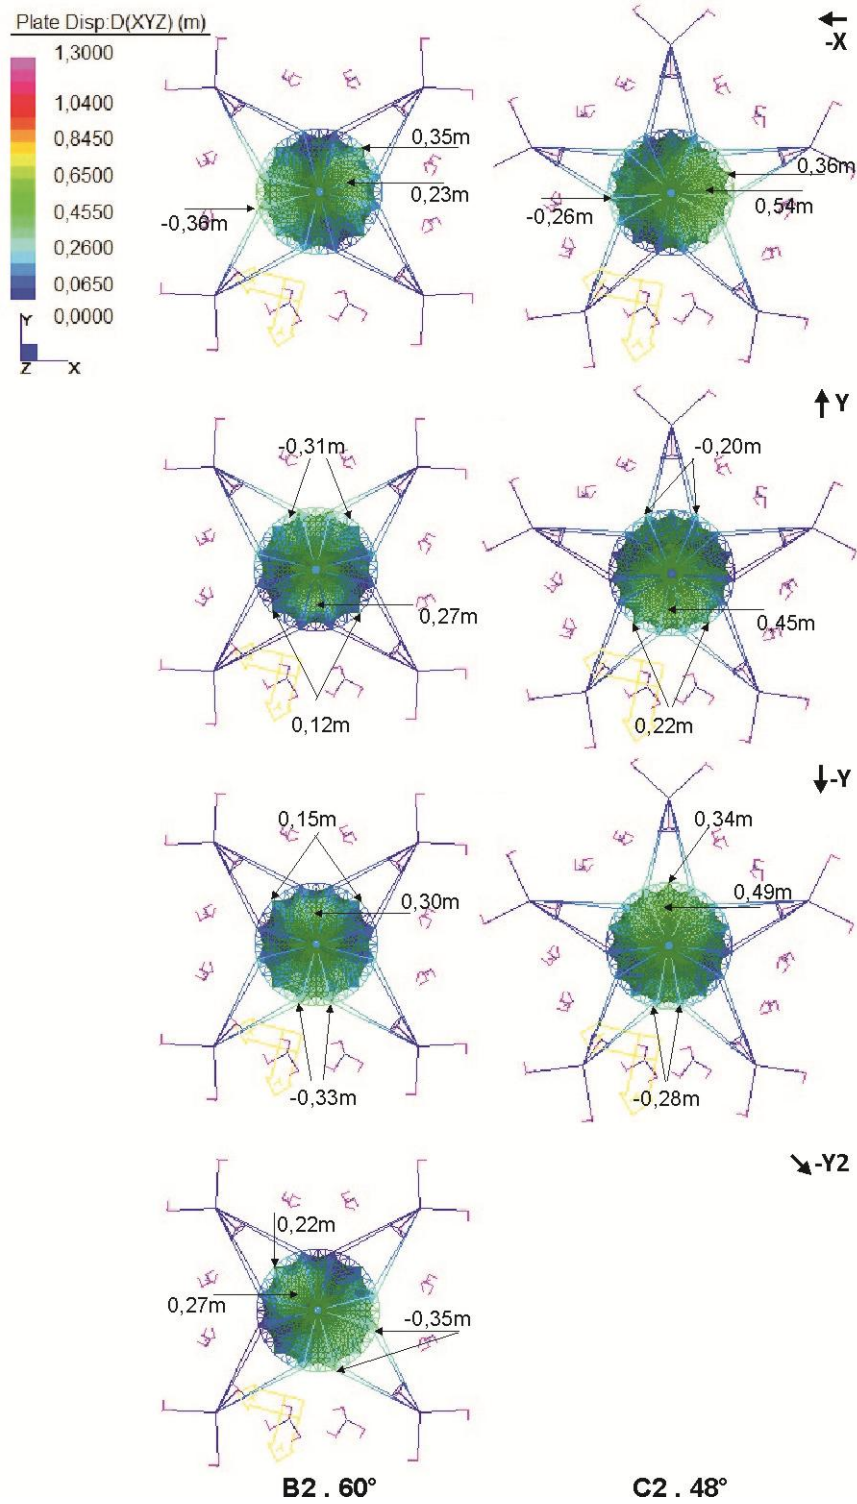 Plate Disp:D(XYZ) (m)
1,3000
1,0400
0,8450
0,6500
0,4550
0,2600
0,0650
0,0000
Y
Z X
-X
0,35m
0,23m
-0,36m
0,36m
0,54m
-0,26m
Y
-0,31m
0,27m
0,12m
-0,20m
0,45m
0,22m
-Y
0,15m
0,30m
-0,33m
0,34m
0,49m
-0,28m
-Y2
0,22m
0,27m
-0,35m
B2 . 60° C2 . 48°